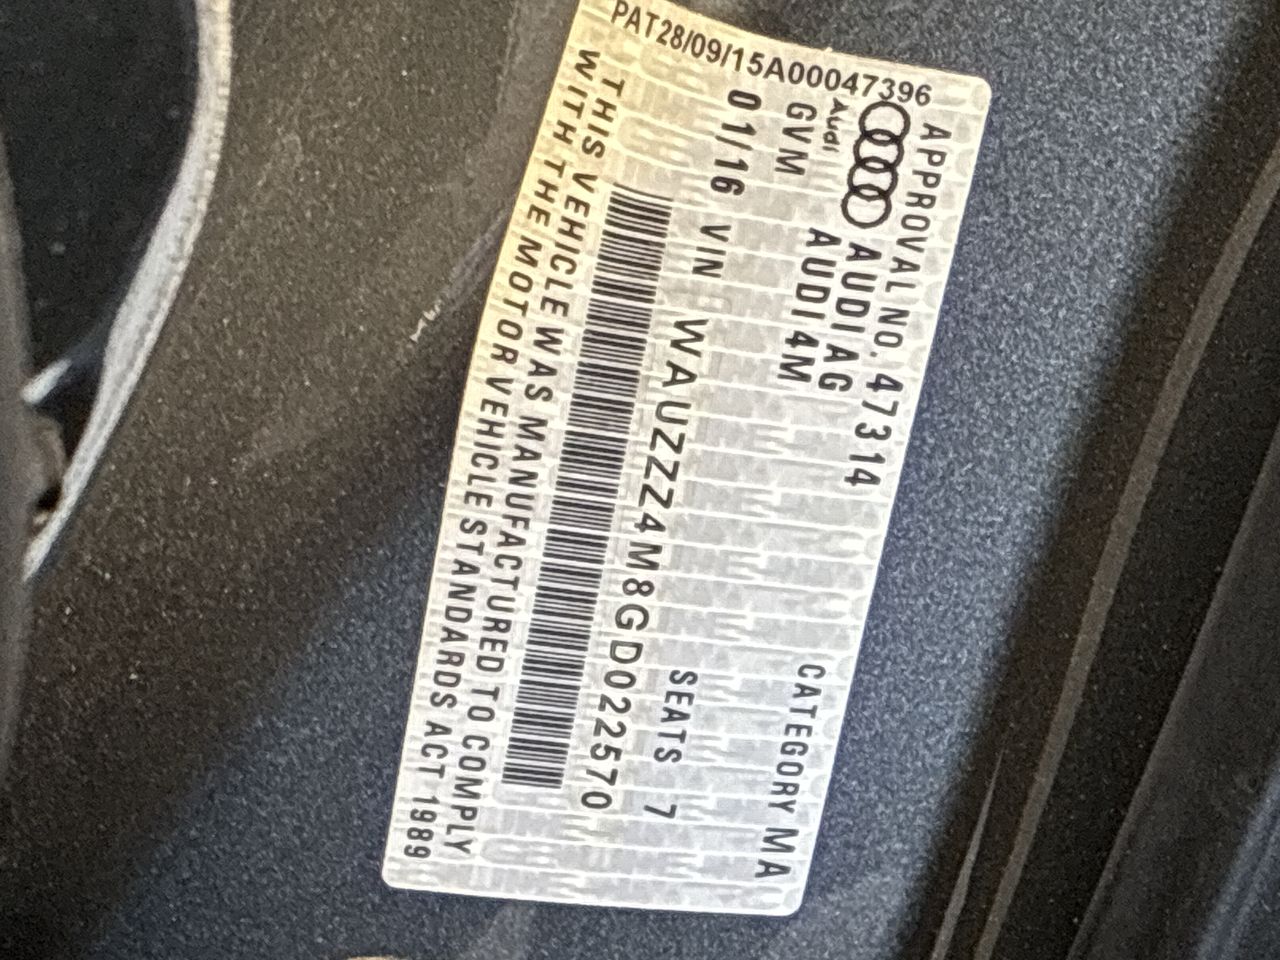 PAT28/09/15A00047396
APPROVAL NO. 47314 CATEGORY MA
Audi AUDI AG
GVM AUDI 4M SEATS 7
01/16 VIN WAUZZZ4M8GD022570
THIS VEHICLE WAS MANUFACTURED TO COMPLY
WITH THE MOTOR VEHICLE STANDARDS ACT 1989